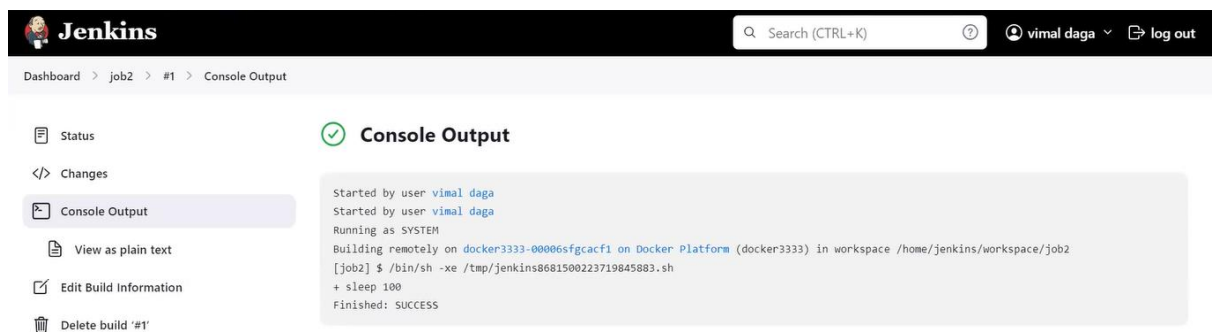 Jenkins
Search (CTRL+K)
vimal daga
log out
Dashboard > job2 > #1 > Console Output
Status
Changes
Console Output
View as plain text
Edit Build Information
Delete build '#1'
Console Output
Started by user vimal daga
Started by user vimal daga
Running as SYSTEM
Building remotely on docker3333-00006sfgcacf1 on Docker Platform (docker3333) in workspace /home/jenkins/workspace/job2
[job2] $ /bin/sh -xe /tmp/jenkins8681500223719845883.sh
+ sleep 100
Finished: SUCCESS